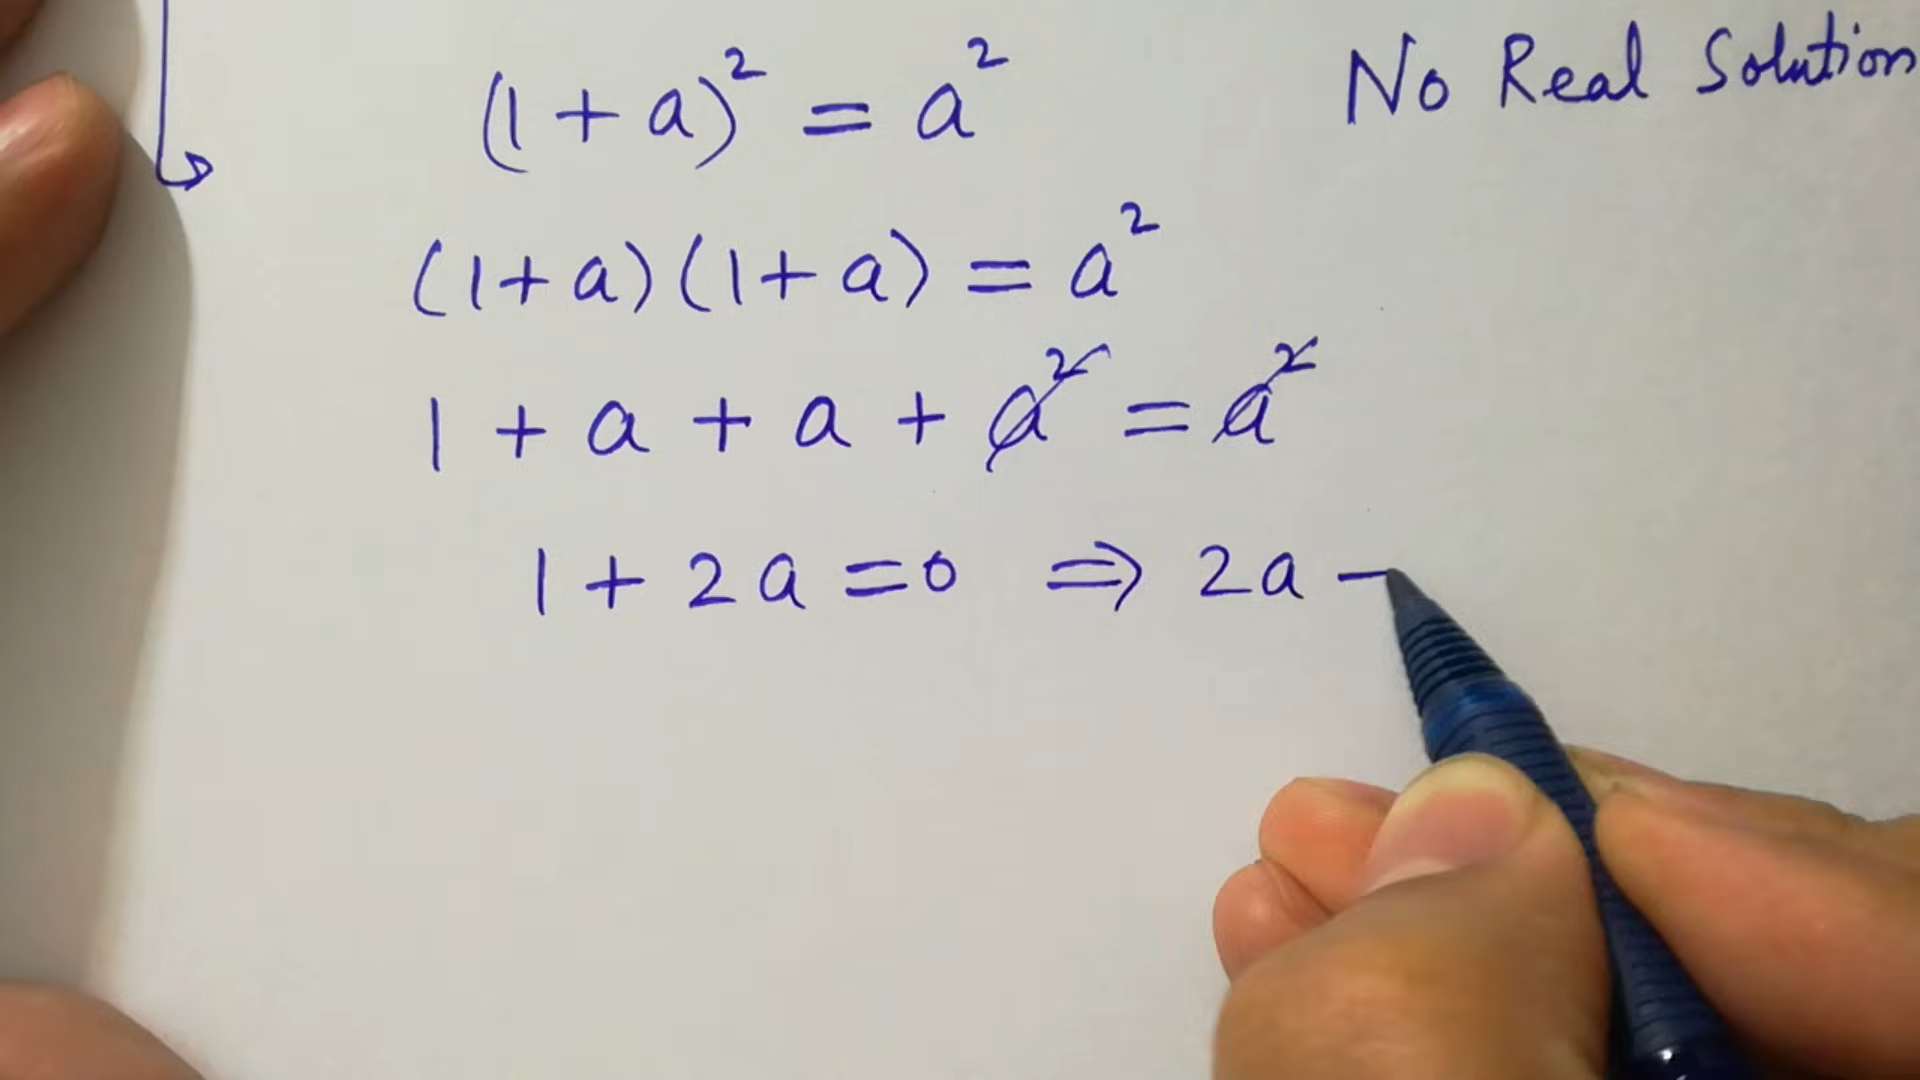 (1+a)² = a²
No Real Solution
(1+a)(1+a) = a²
1 + a + a + a² = a²
1 + 2a = 0 ⇒ 2a –